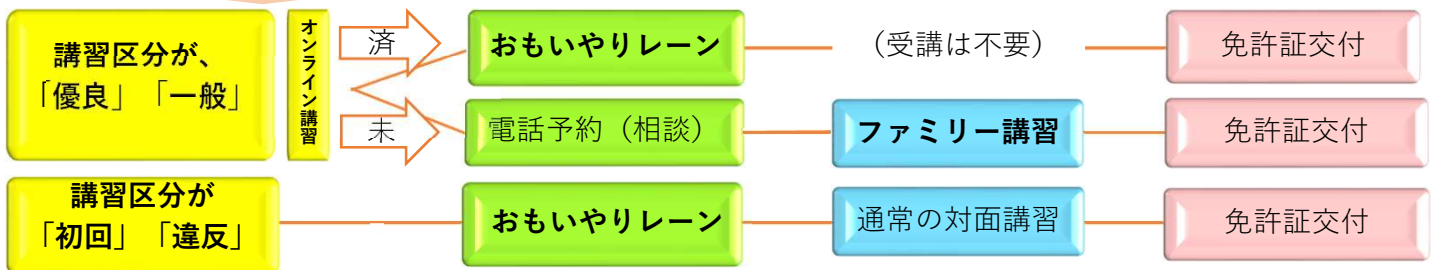 講習区分が、
「優良」「一般」
オンライン講習
済
おもいやりレーン
(受講は不要)
免許証交付
未
電話予約(相談)
ファミリー講習
免許証交付
講習区分が
「初回」「違反」
おもいやりレーン
通常の対面講習
免許証交付